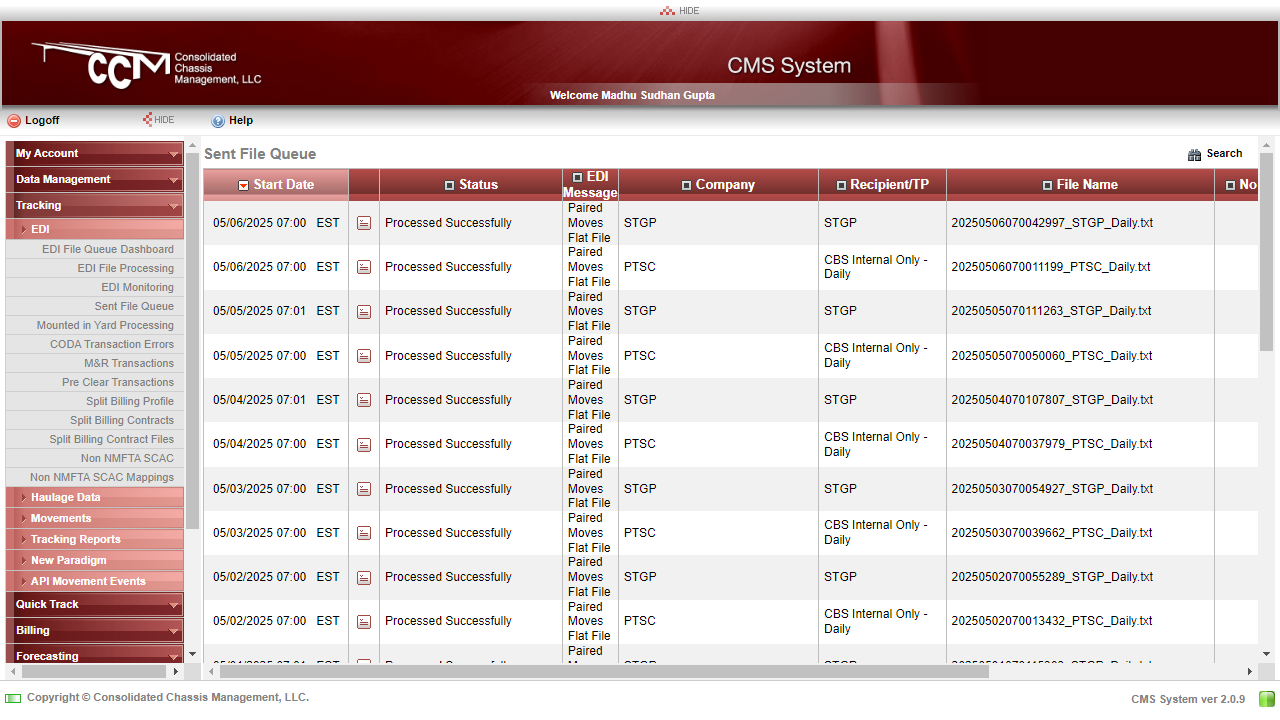 HIDE
CCM
Consolidated
Chassis
Management, LLC
CMS System
Welcome Madhu Sudhan Gupta
Logoff
HIDE
Help
My Account
Data Management
Tracking
EDI
EDI File Queue Dashboard
EDI File Processing
EDI Monitoring
Sent File Queue
Mounted in Yard Processing
CODA Transaction Errors
M&R Transactions
Pre Clear Transactions
Split Billing Profile
Split Billing Contracts
Split Billing Contract Files
Non NMFTA SCAC
Non NMFTA SCAC Mappings
Haulage Data
Movements
Tracking Reports
New Paradigm
API Movement Events
Quick Track
Billing
Forecasting
Sent File Queue
Search
Start Date Status EDI Message Company Recipient/TP File Name No
05/06/2025 07:00 EST Processed Successfully Paired Moves Flat File STGP STGP 20250506070042997_STGP_Daily.txt
05/06/2025 07:00 EST Processed Successfully Paired Moves Flat File PTSC CBS Internal Only - Daily 20250506070011199_PTSC_Daily.txt
05/05/2025 07:01 EST Processed Successfully Paired Moves Flat File STGP STGP 20250505070111263_STGP_Daily.txt
05/05/2025 07:00 EST Processed Successfully Paired Moves Flat File PTSC CBS Internal Only - Daily 20250505070050060_PTSC_Daily.txt
05/04/2025 07:01 EST Processed Successfully Paired Moves Flat File STGP STGP 20250504070107807_STGP_Daily.txt
05/04/2025 07:00 EST Processed Successfully Paired Moves Flat File PTSC CBS Internal Only - Daily 20250504070037979_PTSC_Daily.txt
05/03/2025 07:00 EST Processed Successfully Paired Moves Flat File STGP STGP 20250503070054927_STGP_Daily.txt
05/03/2025 07:00 EST Processed Successfully Paired Moves Flat File PTSC CBS Internal Only - Daily 20250503070039662_PTSC_Daily.txt
05/02/2025 07:00 EST Processed Successfully Paired Moves Flat File STGP STGP 20250502070055289_STGP_Daily.txt
05/02/2025 07:00 EST Processed Successfully Paired Moves Flat File PTSC CBS Internal Only - Daily 20250502070013432_PTSC_Daily.txt
Paired
Copyright © Consolidated Chassis Management, LLC.
CMS System ver 2.0.9